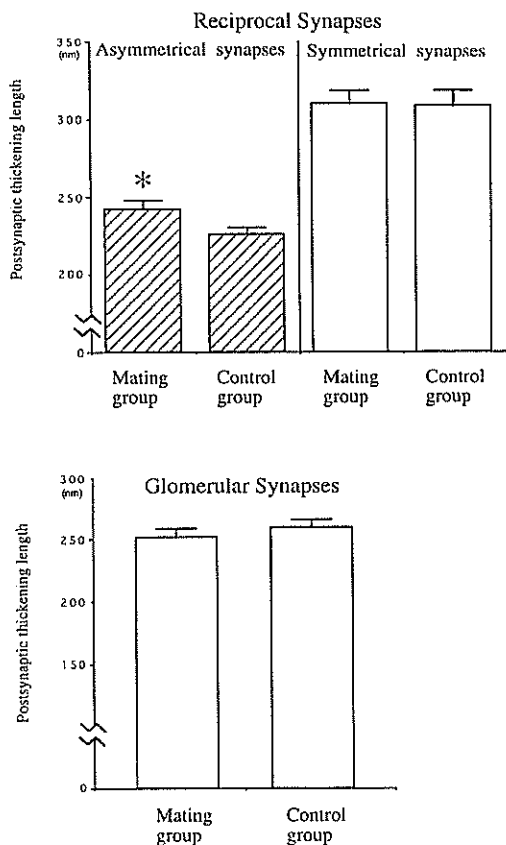 Reciprocal Synapses
350
(nm)
Asymmetrical synapses
Symmetrical synapses
Postsynaptic thickening length
300
250
200
0
*
Mating group
Control group
Mating group
Control group
300
(nm)
Glomerular Synapses
Postsynaptic thickening length
250
200
150
0
Mating group
Control group